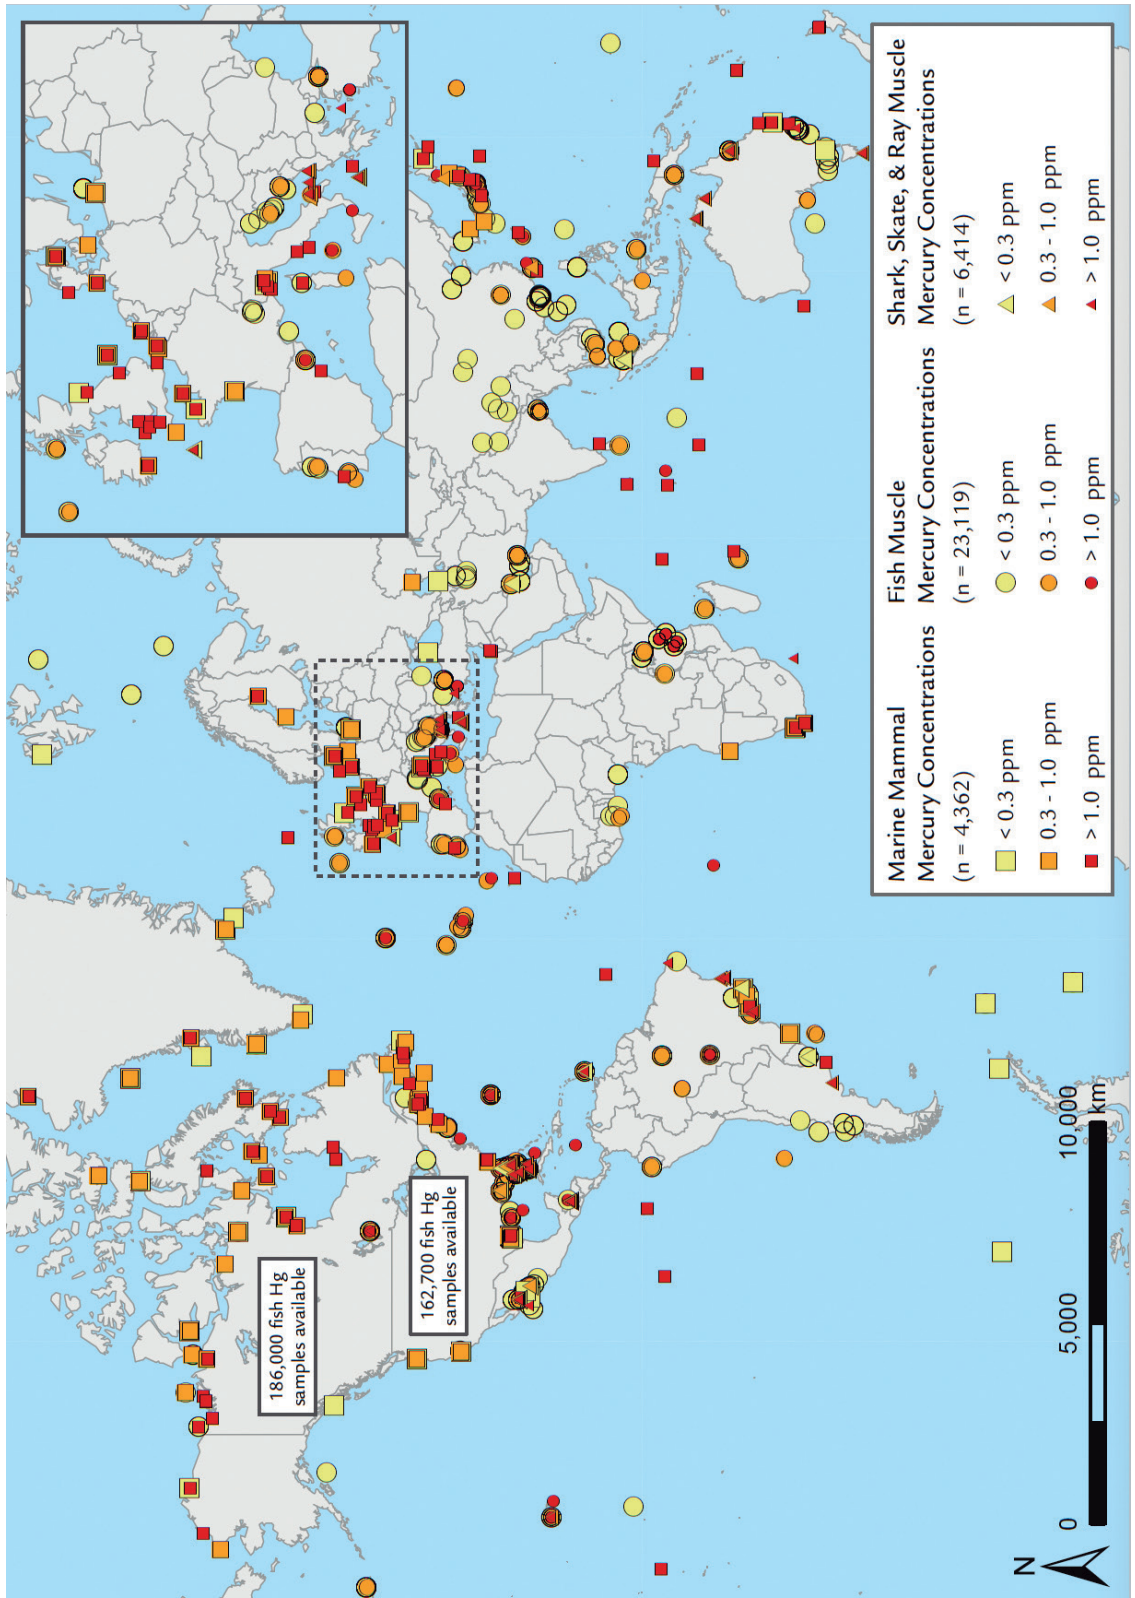 186,000 fish Hg
samples available
162,700 fish Hg
samples available
N
0
5,000
10,000
km
Marine Mammal
Mercury Concentrations
(n = 4,362)
< 0.3 ppm
0.3 - 1.0 ppm
> 1.0 ppm
Fish Muscle
Mercury Concentrations
(n = 23,119)
< 0.3 ppm
0.3 - 1.0 ppm
> 1.0 ppm
Shark, Skate, & Ray Muscle
Mercury Concentrations
(n = 6,414)
< 0.3 ppm
0.3 - 1.0 ppm
> 1.0 ppm